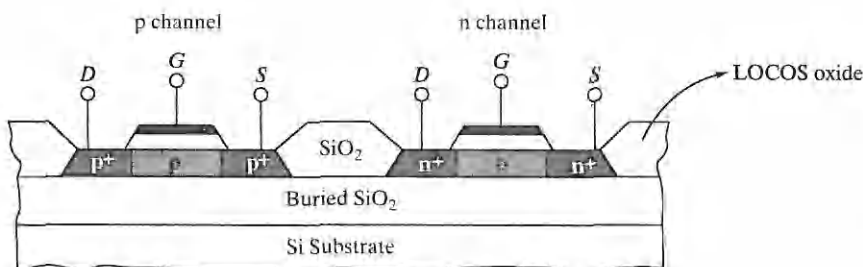 p channel
n channel
D G S
D G S
LOCOS oxide
SiO₂
p+ p+
n+ n+
Buried SiO₂
Si Substrate